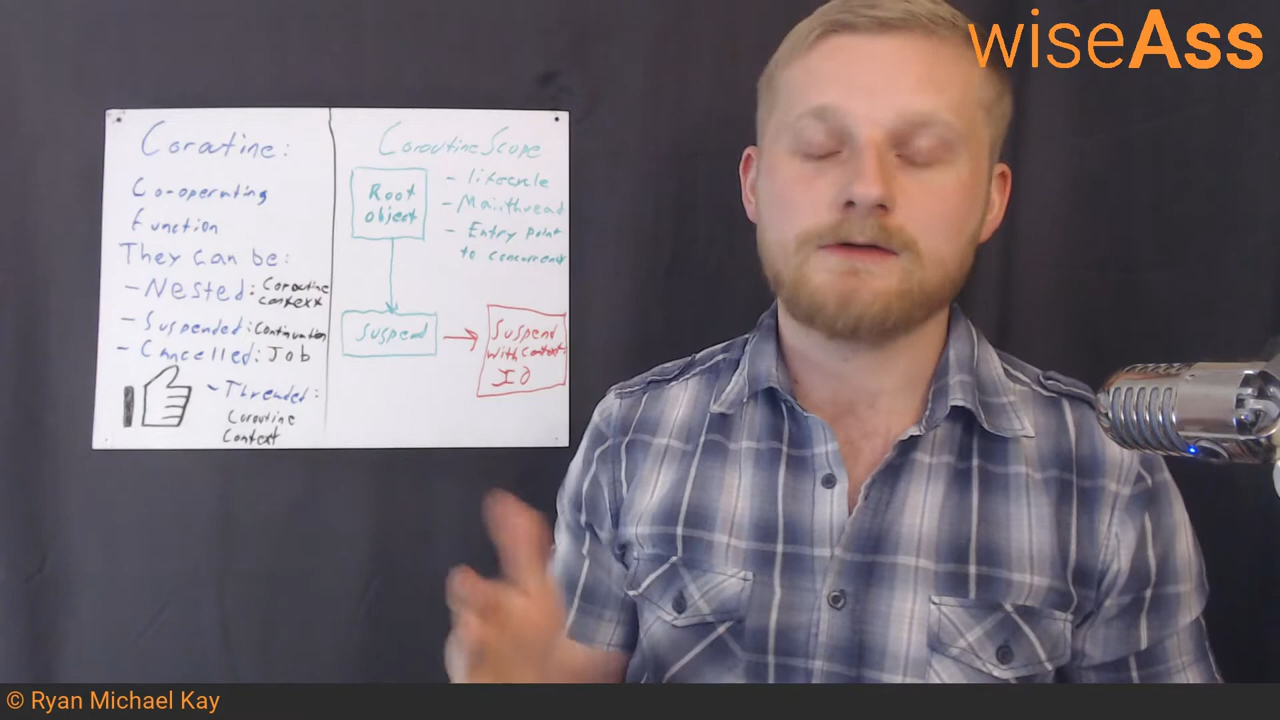 wiseAss
Coroutine:
Co-operating
Function
They can be:
- Nested: Coroutine
Context
- Suspended: Continuation
- Cancelled: Job
- Threaded:
Coroutine
Context
CoroutineScope
Root
object
- lifecycle
- Mainthread
- Entry point
to concurrent
Suspend
Suspend
with context:
IO
© Ryan Michael Kay